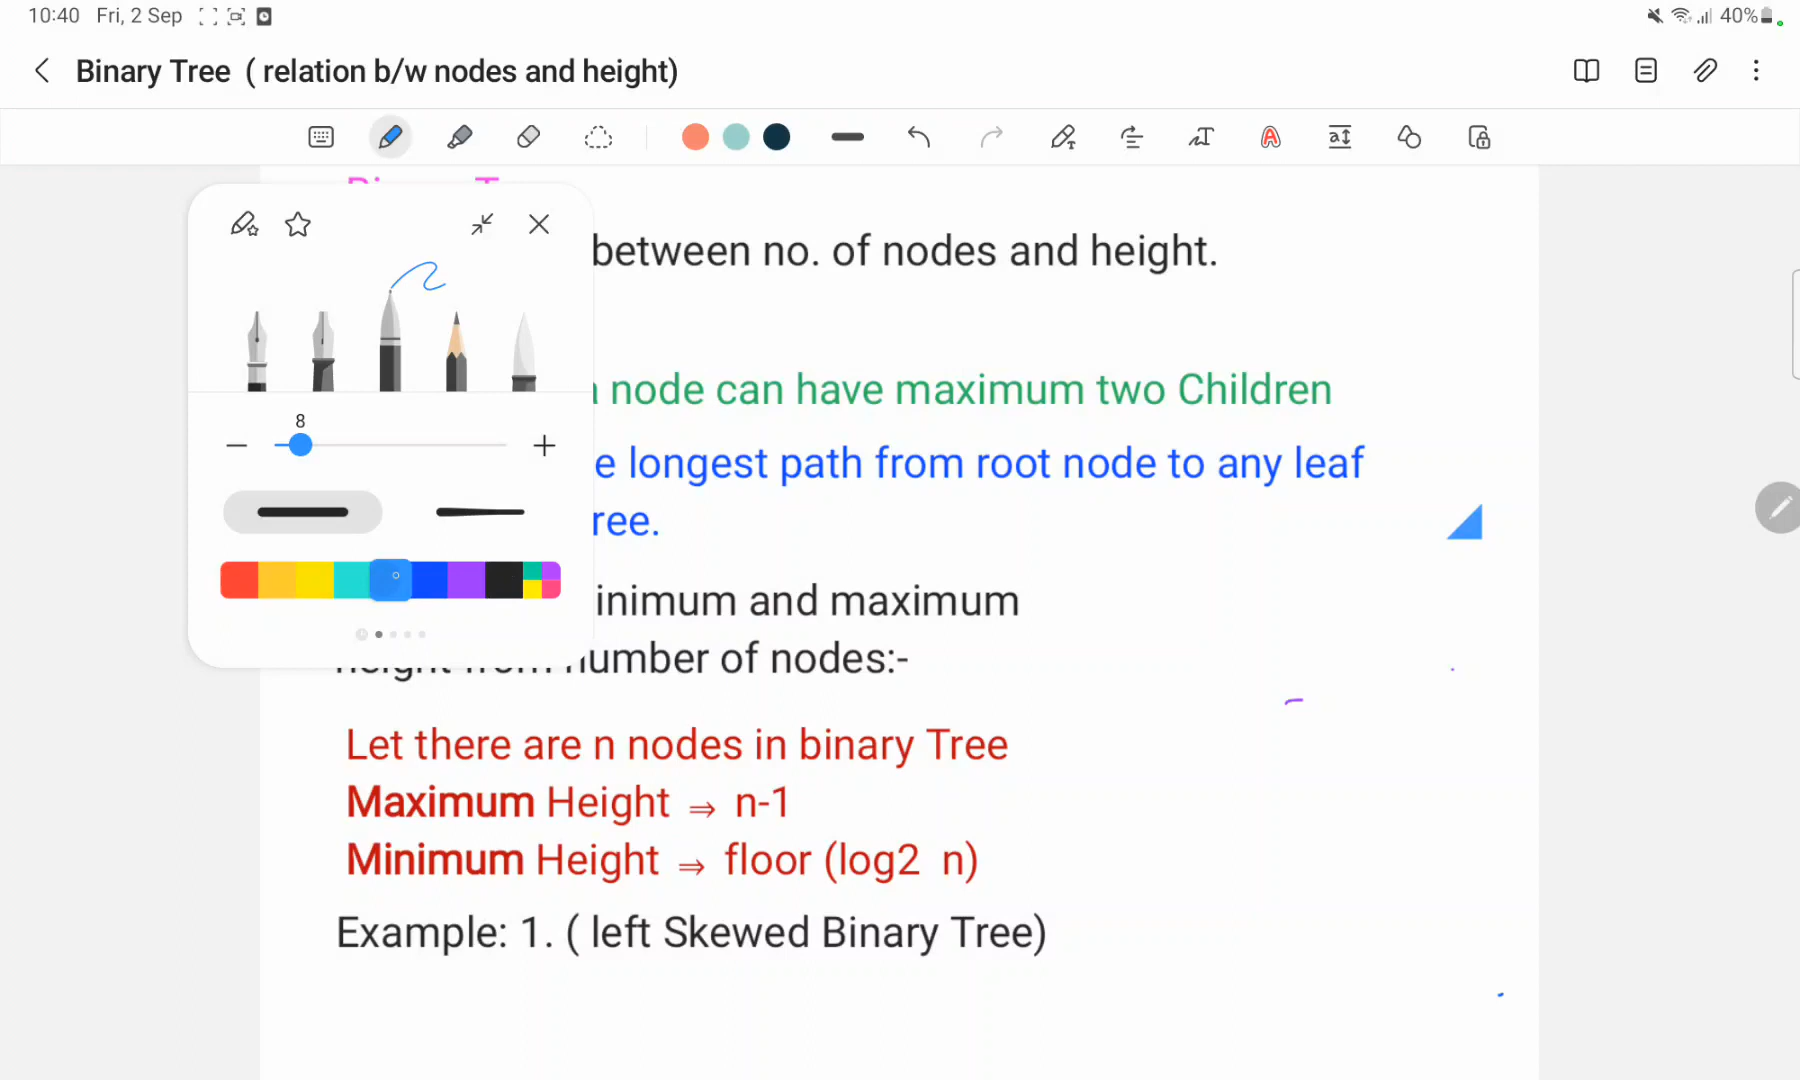 10:40 Fri, 2 Sep 40%
Binary Tree ( relation b/w nodes and height)
between no. of nodes and height.
8
node can have maximum two Children
e longest path from root node to any leaf
ree.
inimum and maximum
height from number of nodes:-
Let there are n nodes in binary Tree
Maximum Height ⇒ n-1
Minimum Height ⇒ floor (log2 n)
Example: 1. ( left Skewed Binary Tree)